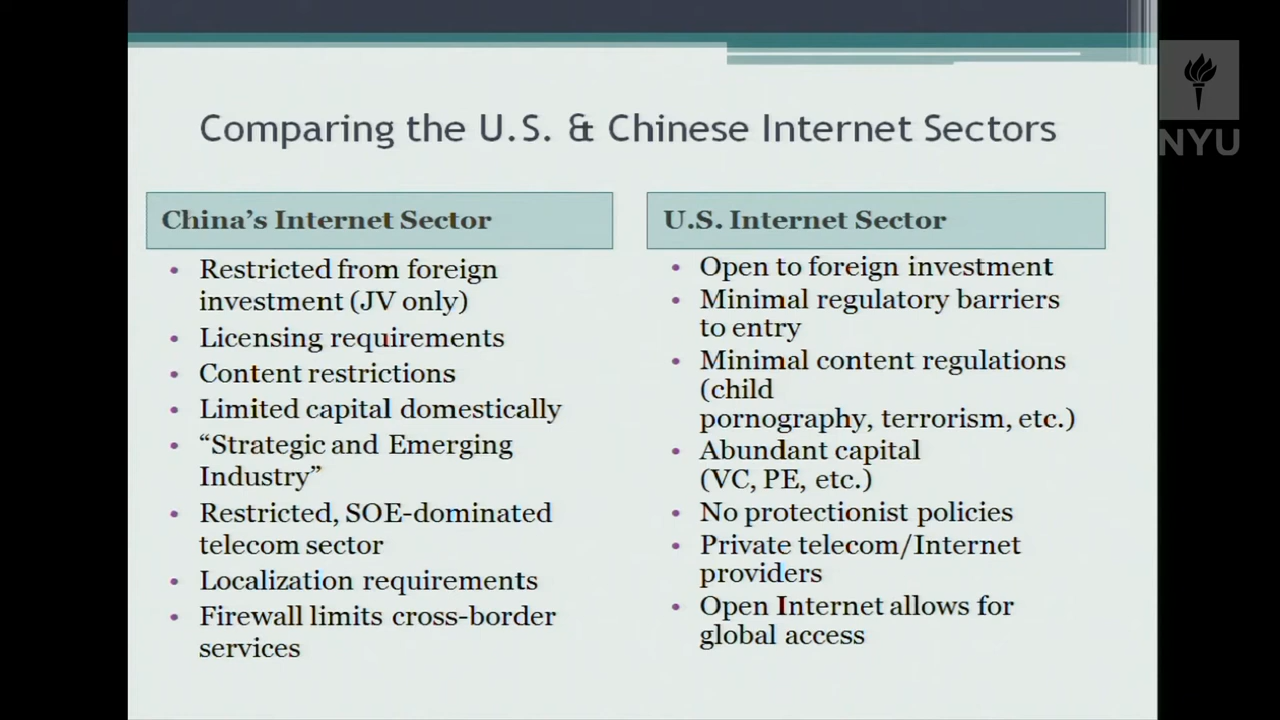 Comparing the U.S. & Chinese Internet Sectors
NYU
China's Internet Sector
• Restricted from foreign
investment (JV only)
• Licensing requirements
• Content restrictions
• Limited capital domestically
• “Strategic and Emerging
Industry”
• Restricted, SOE-dominated
telecom sector
• Localization requirements
• Firewall limits cross-border
services
U.S. Internet Sector
• Open to foreign investment
• Minimal regulatory barriers
to entry
• Minimal content regulations
(child
pornography, terrorism, etc.)
• Abundant capital
(VC, PE, etc.)
• No protectionist policies
• Private telecom/Internet
providers
• Open Internet allows for
global access